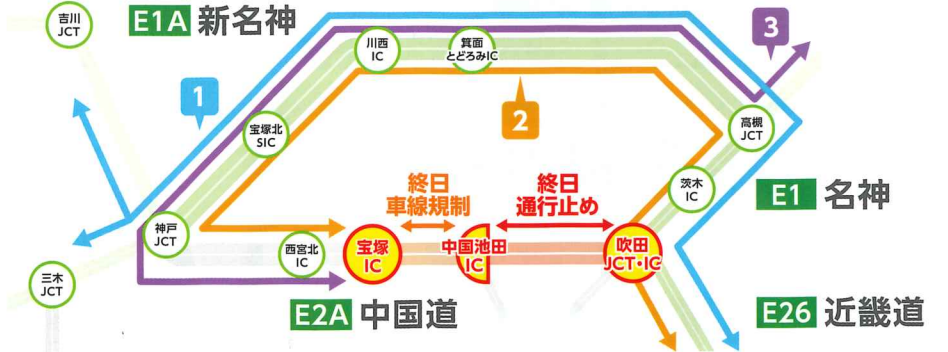 吉川
JCT
E1A 新名神
川西
IC
箕面
とどろみIC
3
1
2
宝塚北
SIC
高槻
JCT
茨木
IC
E1 名神
終日
車線規制
終日
通行止め
神戸
JCT
西宮北
IC
宝塚
IC
中国池田
IC
吹田
JCT・IC
三木
JCT
E2A 中国道
E26 近畿道